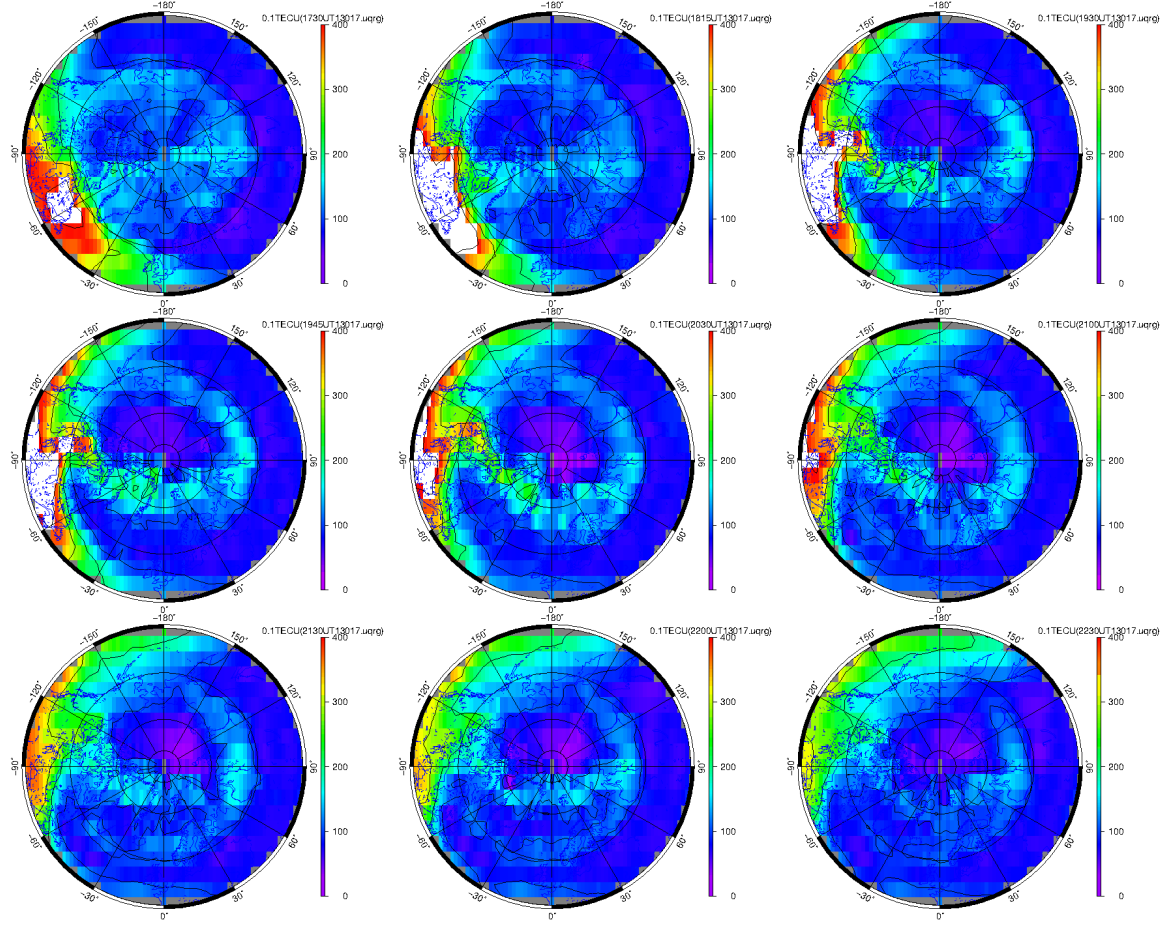 0.1TECU(1730UT13017.uqrg) 0.1TECU(1815UT13017.uqrg) 0.1TECU(1930UT13017.uqrg)
−180˚ −180˚ −180˚
−150˚ 150˚ 400 −150˚ 150˚ 400 −150˚ 150˚ 400
−120˚ 120˚ 300 −120˚ 120˚ 300 −120˚ 120˚ 300
−90˚ 90˚ 200 −90˚ 90˚ 200 −90˚ 90˚ 200
−60˚ 60˚ 100 −60˚ 60˚ 100 −60˚ 60˚ 100
−30˚ 30˚ 0 −30˚ 30˚ 0 −30˚ 30˚ 0
0˚ 0˚ 0˚
0.1TECU(1945UT13017.uqrg) 0.1TECU(2030UT13017.uqrg) 0.1TECU(2100UT13017.uqrg)
−180˚ −180˚ −180˚
−150˚ 150˚ 400 −150˚ 150˚ 400 −150˚ 150˚ 400
−120˚ 120˚ 300 −120˚ 120˚ 300 −120˚ 120˚ 300
−90˚ 90˚ 200 −90˚ 90˚ 200 −90˚ 90˚ 200
−60˚ 60˚ 100 −60˚ 60˚ 100 −60˚ 60˚ 100
−30˚ 30˚ 0 −30˚ 30˚ 0 −30˚ 30˚ 0
0˚ 0˚ 0˚
0.1TECU(2130UT13017.uqrg) 0.1TECU(2200UT13017.uqrg) 0.1TECU(2230UT13017.uqrg)
−180˚ −180˚ −180˚
−150˚ 150˚ 400 −150˚ 150˚ 400 −150˚ 150˚ 400
−120˚ 120˚ 300 −120˚ 120˚ 300 −120˚ 120˚ 300
−90˚ 90˚ 200 −90˚ 90˚ 200 −90˚ 90˚ 200
−60˚ 60˚ 100 −60˚ 60˚ 100 −60˚ 60˚ 100
−30˚ 30˚ 0 −30˚ 30˚ 0 −30˚ 30˚ 0
0˚ 0˚ 0˚